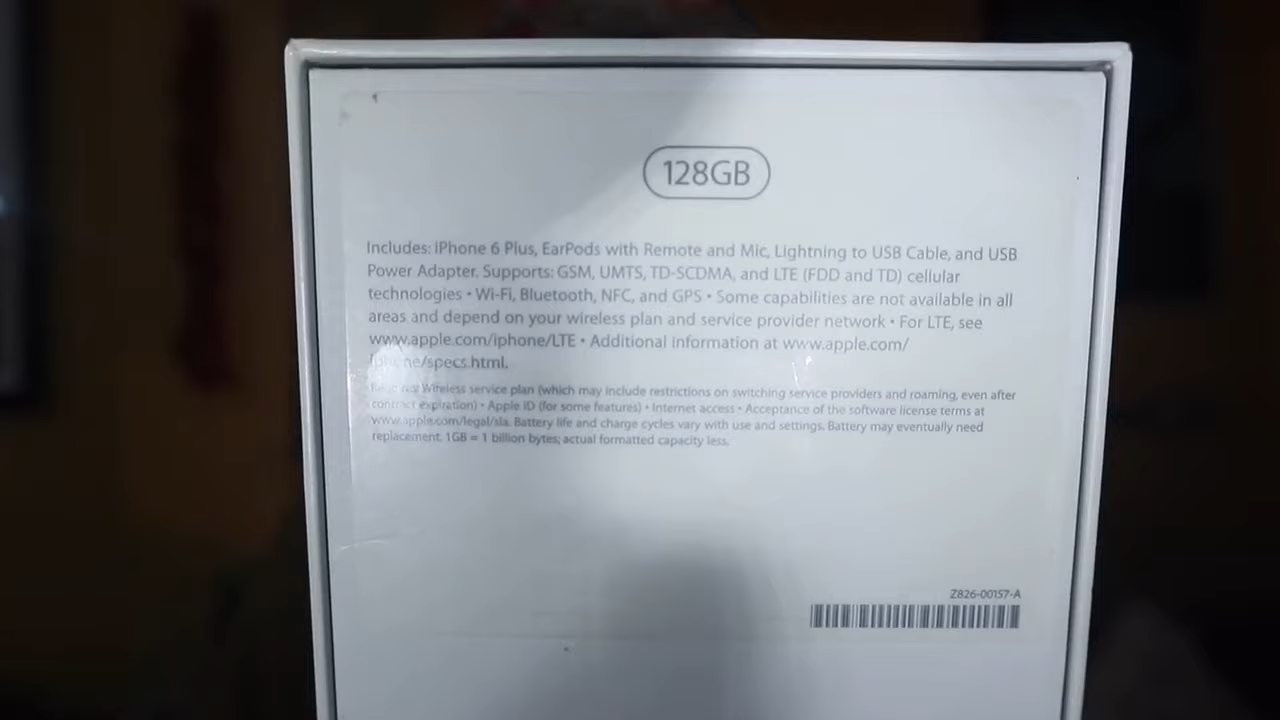 128GB
Includes: iPhone 6 Plus, EarPods with Remote and Mic, Lightning to USB Cable, and USB
Power Adapter. Supports: GSM, UMTS, TD-SCDMA, and LTE (FDD and TD) cellular
technologies • Wi-Fi, Bluetooth, NFC, and GPS • Some capabilities are not available in all
areas and depend on your wireless plan and service provider network • For LTE, see
www.apple.com/iphone/LTE • Additional information at www.apple.com/
iphone/specs.html.
Wireless service plan (which may include restrictions on switching service providers and roaming, even after
contract expiration) • Apple ID (for some features) • Internet access • Acceptance of the software license terms at
www.apple.com/legal/sla. Battery life and charge cycles vary with use and settings. Battery may eventually need
replacement. 1GB = 1 billion bytes; actual formatted capacity less.
Z826-00157-A